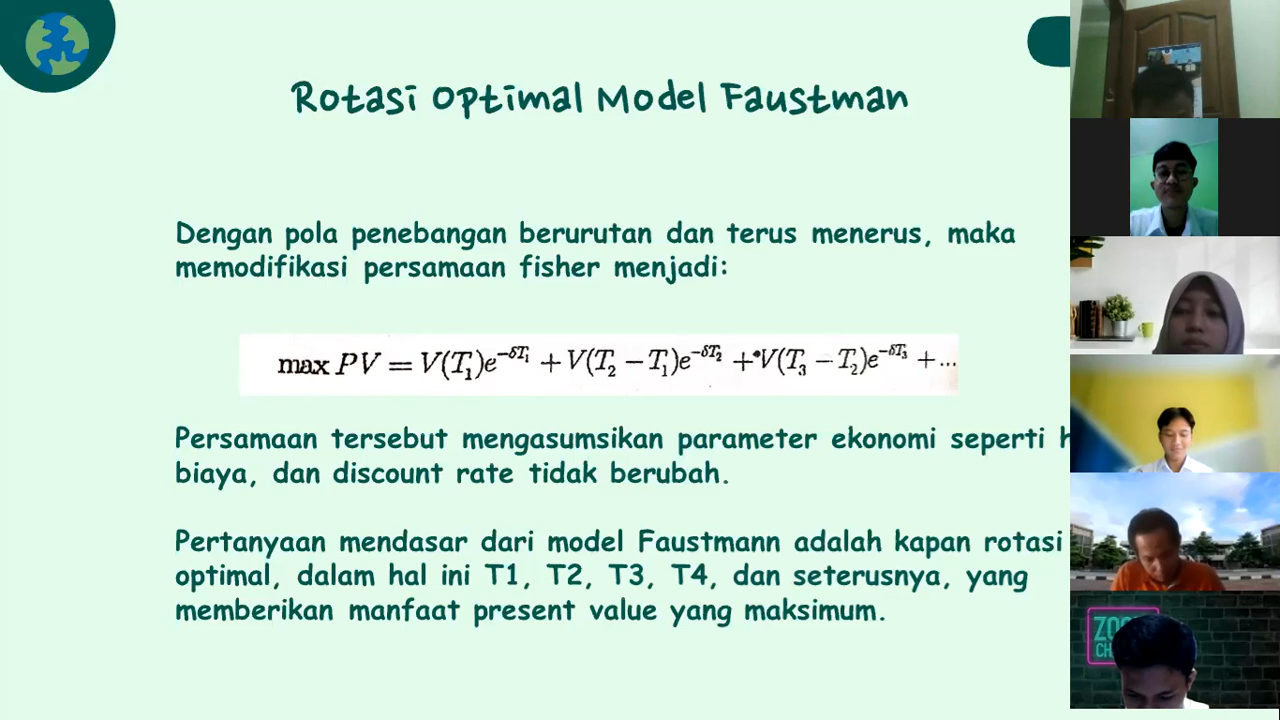 Rotasi Optimal Model Faustman
Dengan pola penebangan berurutan dan terus menerus, maka
memodifikasi persamaan fisher menjadi:
max PV = V(T₁)e^{-δT₁} + V(T₂ - T₁)e^{-δT₂} + V(T₃ - T₂)e^{-δT₃} + ...
Persamaan tersebut mengasumsikan parameter ekonomi seperti
biaya, dan discount rate tidak berubah.
Pertanyaan mendasar dari model Faustmann adalah kapan rotasi
optimal, dalam hal ini T1, T2, T3, T4, dan seterusnya, yang
memberikan manfaat present value yang maksimum.